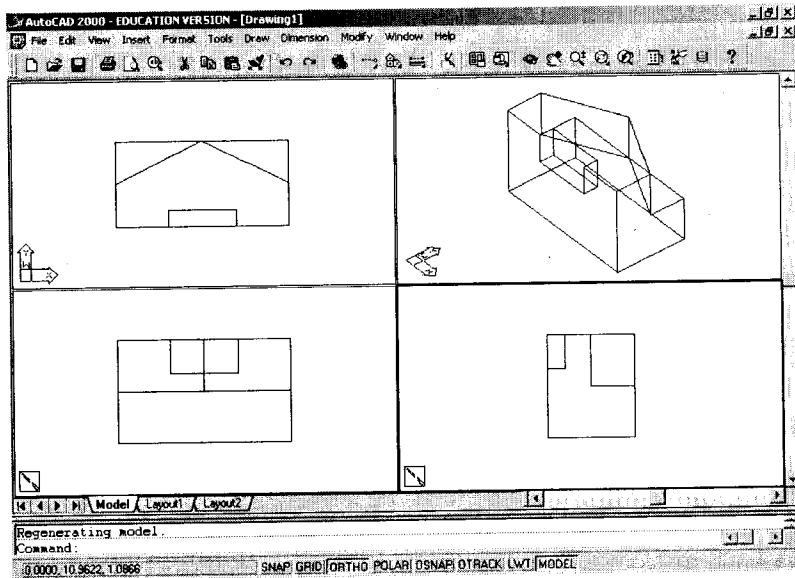 AutoCAD 2000 - EDUCATION VERSION - [Drawing1]
File Edit View Insert Format Tools Draw Dimension Modify Window Help
Model Layout1 Layout2
Regenerating model.
Command:
0.0000, 10.9622, 1.0866 SNAP GRID ORTHO POLAR OSNAP OTRACK LWT MODEL